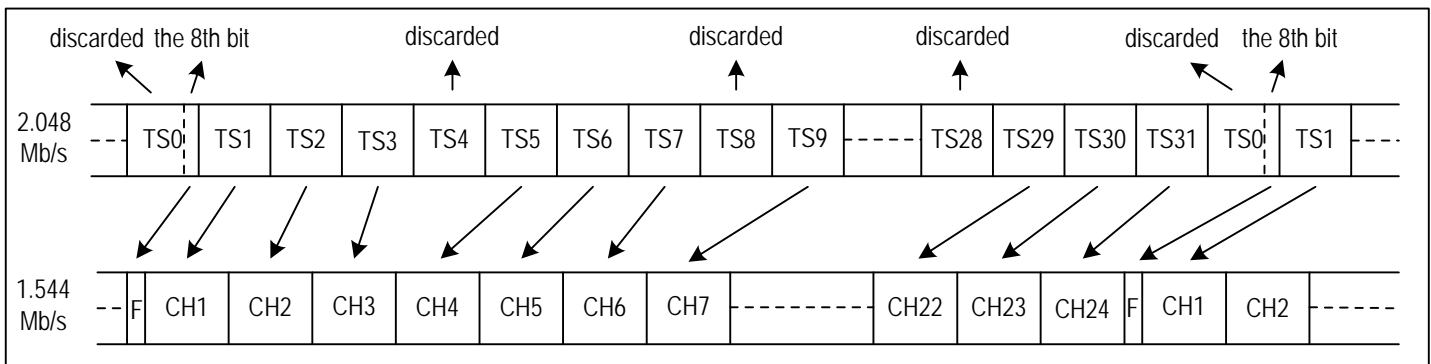 discarded the 8th bit discarded discarded discarded discarded the 8th bit
2.048
Mb/s
TS0 TS1 TS2 TS3 TS4 TS5 TS6 TS7 TS8 TS9 TS28 TS29 TS30 TS31 TS0 TS1
1.544
Mb/s
F CH1 CH2 CH3 CH4 CH5 CH6 CH7 CH22 CH23 CH24 F CH1 CH2